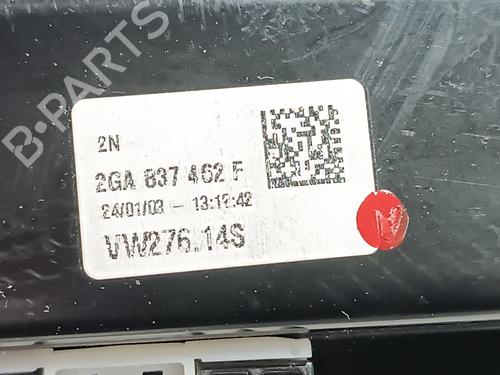 B-PARTS
2N
2GA 837 462 F
24/01/03 - 13:19:42
VW276.14S